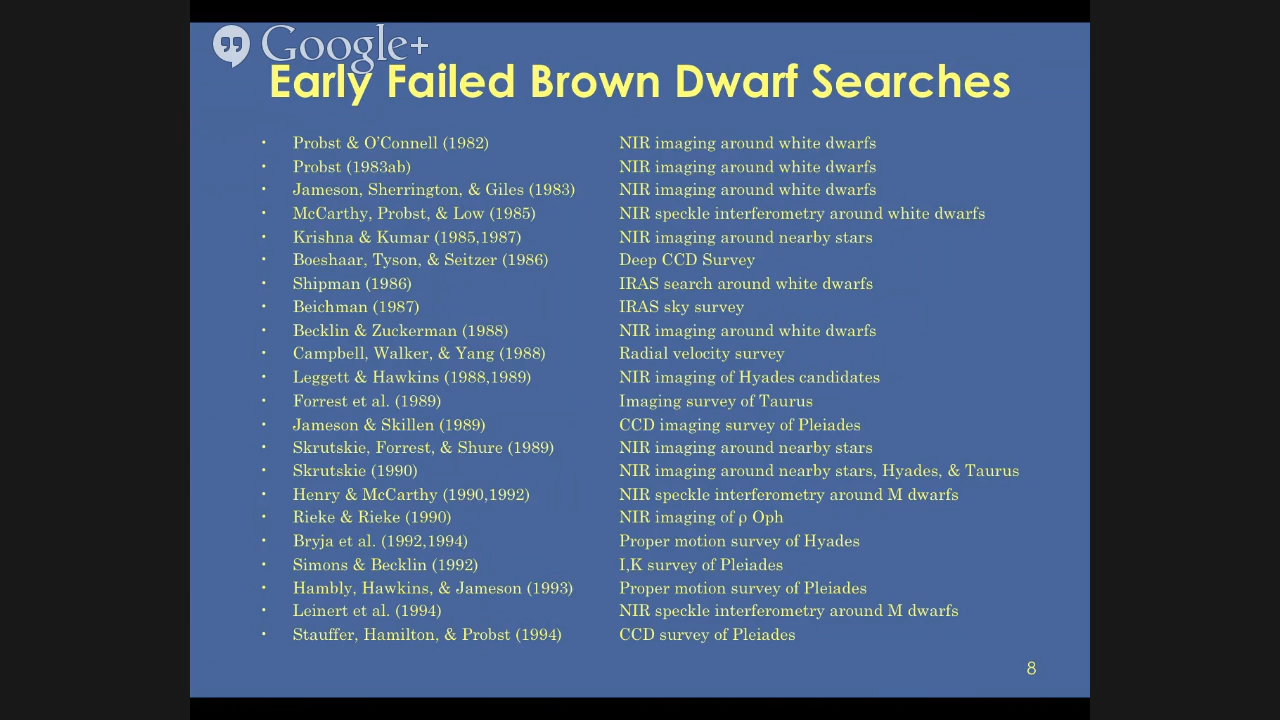 Google+
Early Failed Brown Dwarf Searches
• Probst & O'Connell (1982) NIR imaging around white dwarfs
• Probst (1983ab) NIR imaging around white dwarfs
• Jameson, Sherrington, & Giles (1983) NIR imaging around white dwarfs
• McCarthy, Probst, & Low (1985) NIR speckle interferometry around white dwarfs
• Krishna & Kumar (1985,1987) NIR imaging around nearby stars
• Boeshaar, Tyson, & Seitzer (1986) Deep CCD Survey
• Shipman (1986) IRAS search around white dwarfs
• Beichman (1987) IRAS sky survey
• Becklin & Zuckerman (1988) NIR imaging around white dwarfs
• Campbell, Walker, & Yang (1988) Radial velocity survey
• Leggett & Hawkins (1988,1989) NIR imaging of Hyades candidates
• Forrest et al. (1989) Imaging survey of Taurus
• Jameson & Skillen (1989) CCD imaging survey of Pleiades
• Skrutskie, Forrest, & Shure (1989) NIR imaging around nearby stars
• Skrutskie (1990) NIR imaging around nearby stars, Hyades, & Taurus
• Henry & McCarthy (1990,1992) NIR speckle interferometry around M dwarfs
• Rieke & Rieke (1990) NIR imaging of ρ Oph
• Bryja et al. (1992,1994) Proper motion survey of Hyades
• Simons & Becklin (1992) I,K survey of Pleiades
• Hambly, Hawkins, & Jameson (1993) Proper motion survey of Pleiades
• Leinert et al. (1994) NIR speckle interferometry around M dwarfs
• Stauffer, Hamilton, & Probst (1994) CCD survey of Pleiades
8